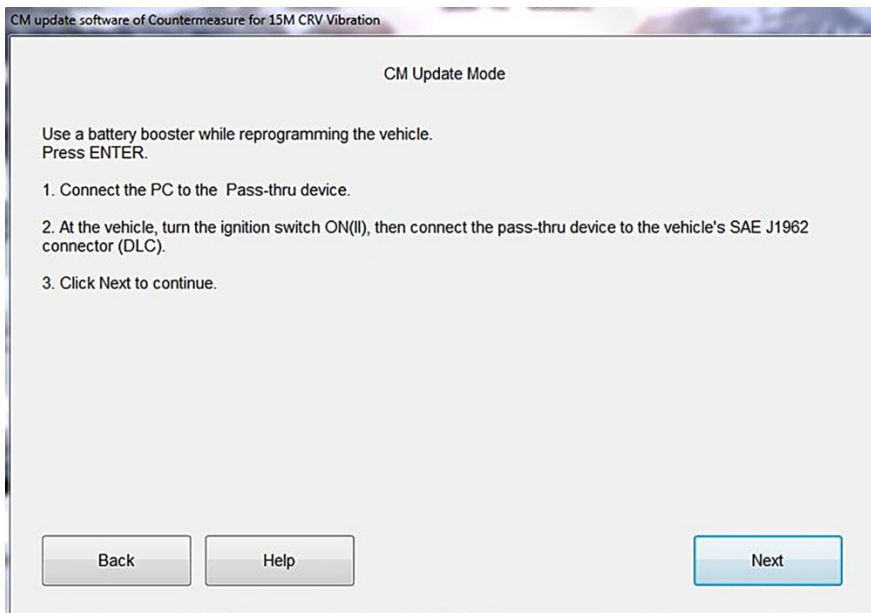 CM update software of Countermeasure for 15M CRV Vibration
CM Update Mode
Use a battery booster while reprogramming the vehicle.
Press ENTER.
1. Connect the PC to the Pass-thru device.
2. At the vehicle, turn the ignition switch ON(II), then connect the pass-thru device to the vehicle's SAE J1962
connector (DLC).
3. Click Next to continue.
Back
Help
Next